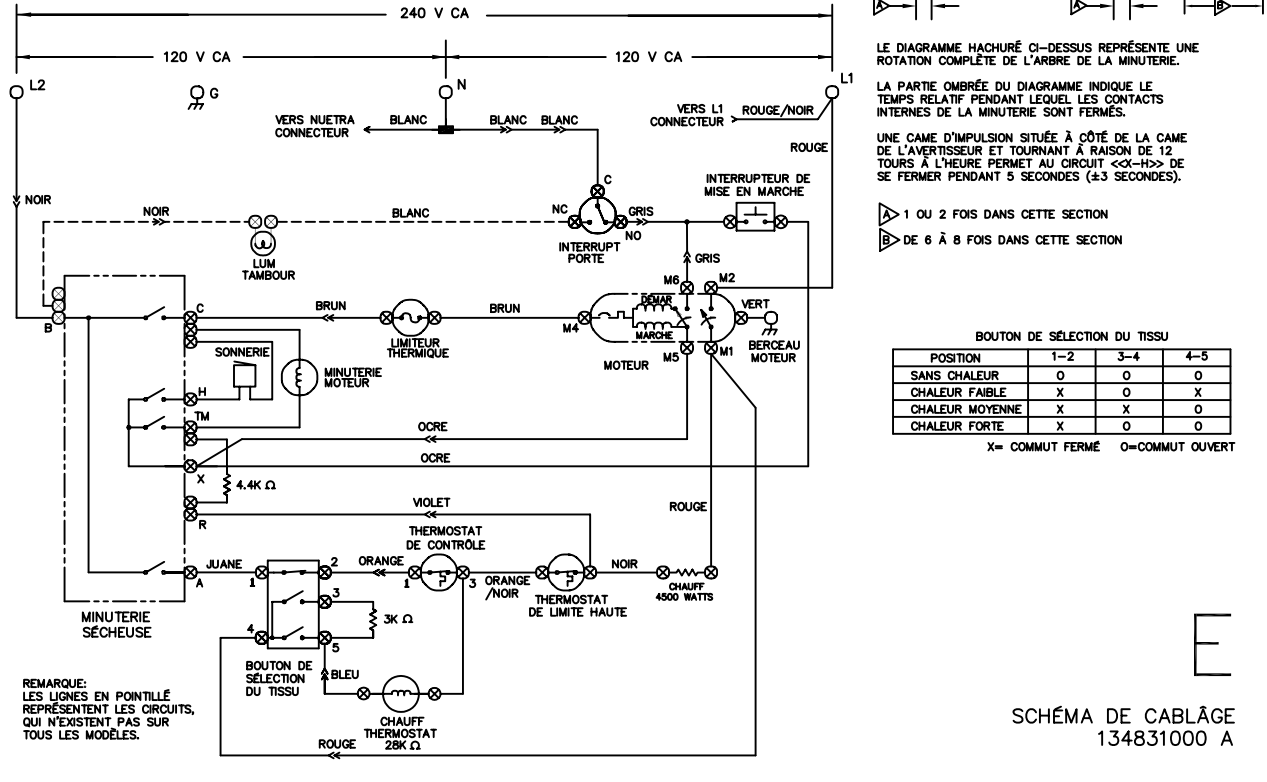 240 V CA
120 V CA
120 V CA
L2
G
N
L1
VERS NUETRA
CONNECTEUR
BLANC
BLANC
BLANC
VERS L1
CONNECTEUR
ROUGE/NOIR
ROUGE
NOIR
NOIR
BLANC
LUM
TAMBOUR
C
NC
NO
GRIS
INTERRUPT
PORTE
INTERRUPTEUR DE
MISE EN MARCHE
GRIS
M6
M2
B
C
BRUN
BRUN
LIMITEUR
THERMIQUE
M4
DÉMAR
MARCHE
VERT
BERCEAU
MOTEUR
MOTEUR
M5
M1
SONNERIE
MINUTERIE
MOTEUR
H
TM
OCRE
OCRE
X
4.4K Ω
R
VIOLET
ROUGE
THERMOSTAT
DE CONTRÔLE
A
JUANE
1
2
ORANGE
1
3
ORANGE
/NOIR
THERMOSTAT
DE LIMITE HAUTE
NOIR
CHAUFF
4500 WATTS
3
3K Ω
4
5
MINUTERIE
SÉCHEUSE
BOUTON DE
SÉLECTION
DU TISSU
BLEU
CHAUFF
THERMOSTAT
28K Ω
ROUGE
REMARQUE:
LES LIGNES EN POINTILLÉ
REPRÉSENTENT LES CIRCUITS,
QUI N'EXISTENT PAS SUR
TOUS LES MODÈLES.
A
A
B
LE DIAGRAMME HACHURÉ CI-DESSUS REPRÉSENTE UNE
ROTATION COMPLÈTE DE L'ARBRE DE LA MINUTERIE.
LA PARTIE OMBRÉE DU DIAGRAMME INDIQUE LE
TEMPS RELATIF PENDANT LEQUEL LES CONTACTS
INTERNES DE LA MINUTERIE SONT FERMÉS.
UNE CAME D'IMPULSION SITUÉE À CÔTÉ DE LA CAME
DE L'AVERTISSEUR ET TOURNANT À RAISON DE 12
TOURS À L'HEURE PERMET AU CIRCUIT <<X-H>> DE
SE FERMER PENDANT 5 SECONDES (±3 SECONDES).
A 1 OU 2 FOIS DANS CETTE SECTION
B DE 6 À 8 FOIS DANS CETTE SECTION
BOUTON DE SÉLECTION DU TISSU
POSITION 1-2 3-4 4-5
SANS CHALEUR O O O
CHALEUR FAIBLE X O X
CHALEUR MOYENNE X X O
CHALEUR FORTE X O O
X= COMMUT FERMÉ O=COMMUT OUVERT
E
SCHÉMA DE CABLÂGE
134831000 A